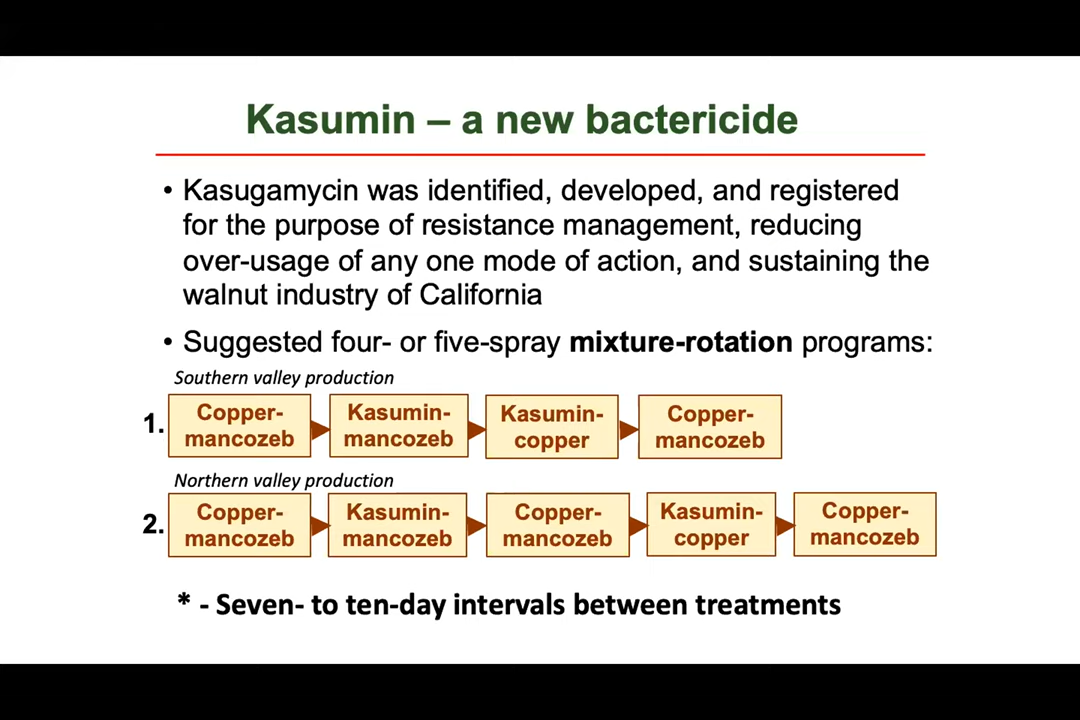 Kasumin – a new bactericide
• Kasugamycin was identified, developed, and registered
for the purpose of resistance management, reducing
over-usage of any one mode of action, and sustaining the
walnut industry of California
• Suggested four- or five-spray mixture-rotation programs:
Southern valley production
1.
Copper-
mancozeb
Kasumin-
mancozeb
Kasumin-
copper
Copper-
mancozeb
Northern valley production
2.
Copper-
mancozeb
Kasumin-
mancozeb
Copper-
mancozeb
Kasumin-
copper
Copper-
mancozeb
* - Seven- to ten-day intervals between treatments